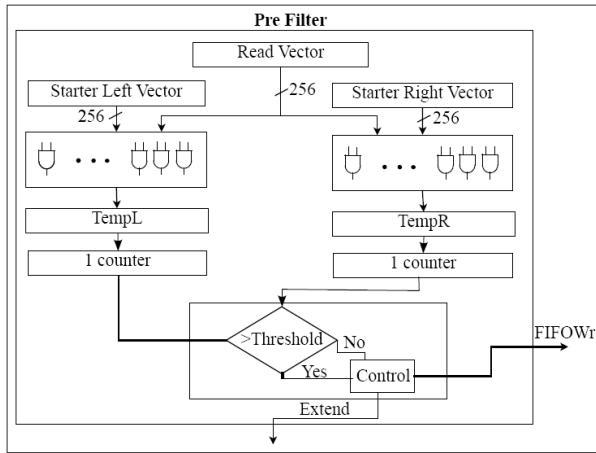 Pre Filter
Read Vector
Starter Left Vector
256
Starter Right Vector
256
256
TempL
TempR
1 counter
1 counter
>Threshold
No
Yes
Control
FIFOWr
Extend